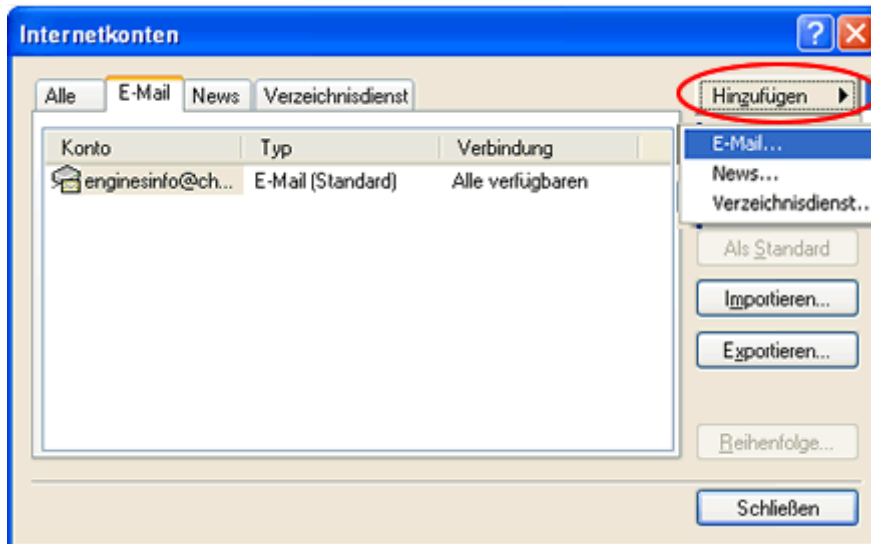 Internetkonten
Alle E-Mail News Verzeichnisdienst
Hinzufügen
E-Mail...
News...
Verzeichnisdienst...
Konto Typ Verbindung
enginesinfo@ch... E-Mail (Standard) Alle verfügbaren
Als Standard
Importieren...
Exportieren...
Reihenfolge...
Schließen